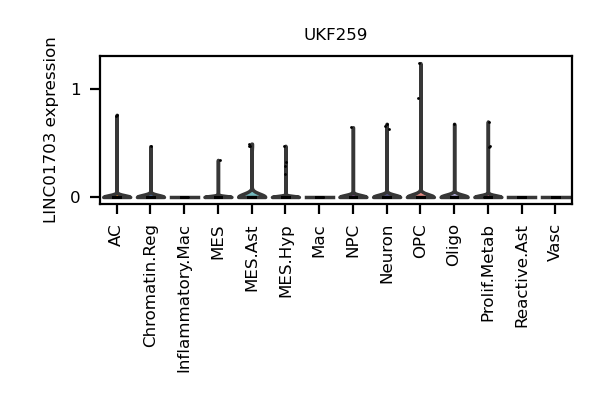 UKF259
LINC01703 expression
1
0
AC
Chromatin.Reg
Inflammatory.Mac
MES
MES.Ast
MES.Hyp
Mac
NPC
Neuron
OPC
Oligo
Prolif.Metab
Reactive.Ast
Vasc